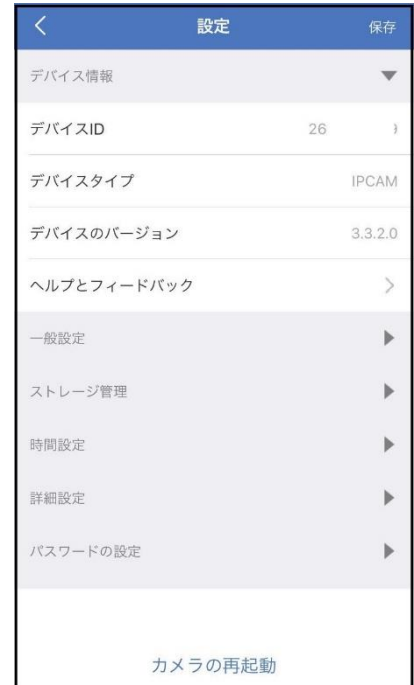 設定
保存
デバイス情報
デバイスID 26
デバイスタイプ IPCAM
デバイスのバージョン 3.3.2.0
ヘルプとフィードバック
一般設定
ストレージ管理
時間設定
詳細設定
パスワードの設定
カメラの再起動